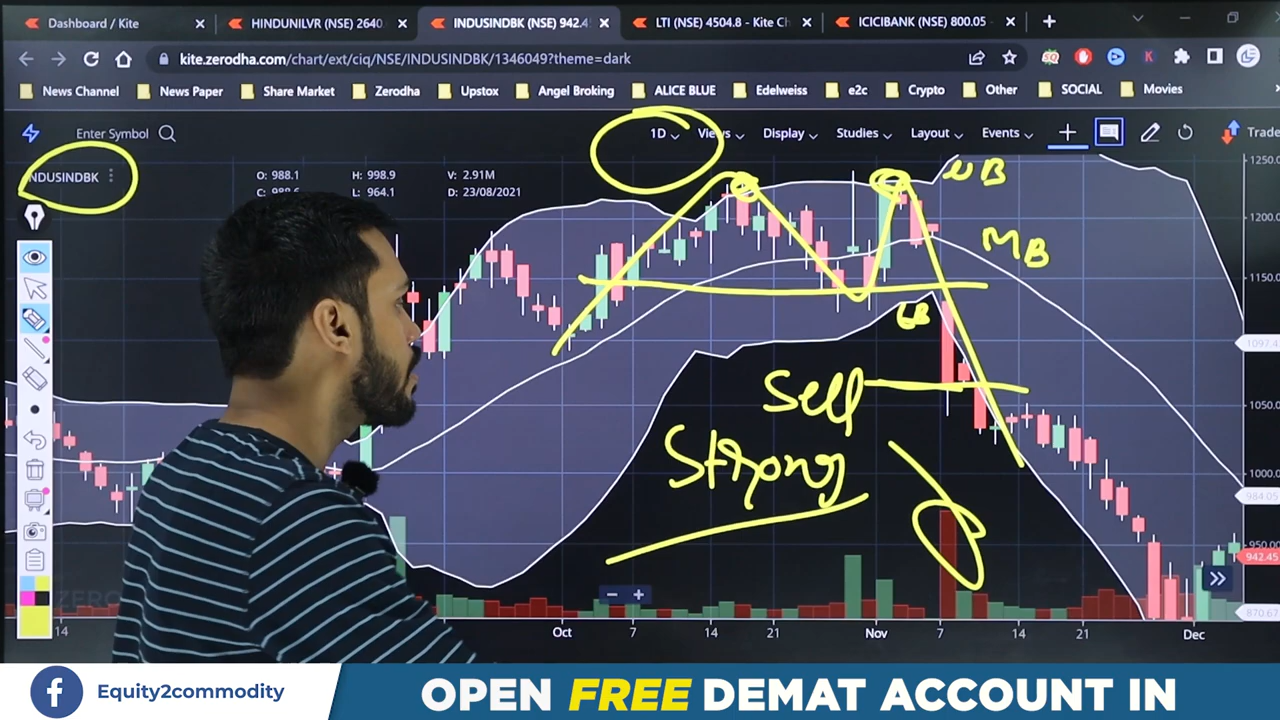 Dashboard / Kite
HINDUNILVR (NSE) 2640
INDUSINDBK (NSE) 942.4
LTI (NSE) 4504.8 - Kite Ch
ICICIBANK (NSE) 800.05 -
kite.zerodha.com/chart/ext/ciq/NSE/INDUSINDBK/1346049?theme=dark
News Channel
News Paper
Share Market
Zerodha
Upstox
Angel Broking
ALICE BLUE
Edelweiss
e2c
Crypto
Other
SOCIAL
Movies
Enter Symbol
1D
Views
Display
Studies
Layout
Events
Trade
NDUSINDBK
O: 988.1 H: 998.9 V: 2.91M
L: 964.1 D: 23/08/2021
1250
1200
1150
1097.4
1050
1000
984.05
950.00
942.45
870.67
UB
MB
LB
Sell
Strong
14 Oct 7 14 21 Nov 7 14 21 Dec
Equity2commodity
OPEN FREE DEMAT ACCOUNT IN